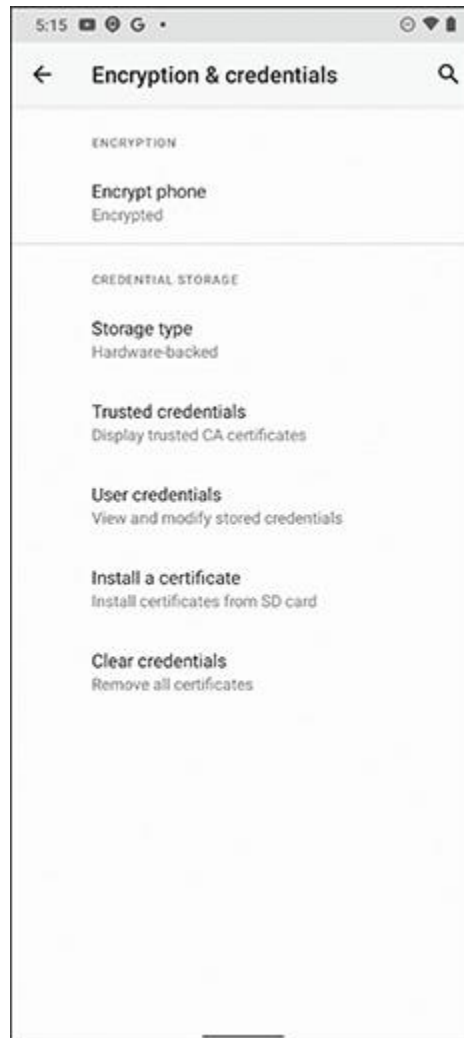 5:15 G
Encryption & credentials
ENCRYPTION
Encrypt phone
Encrypted
CREDENTIAL STORAGE
Storage type
Hardware-backed
Trusted credentials
Display trusted CA certificates
User credentials
View and modify stored credentials
Install a certificate
Install certificates from SD card
Clear credentials
Remove all certificates